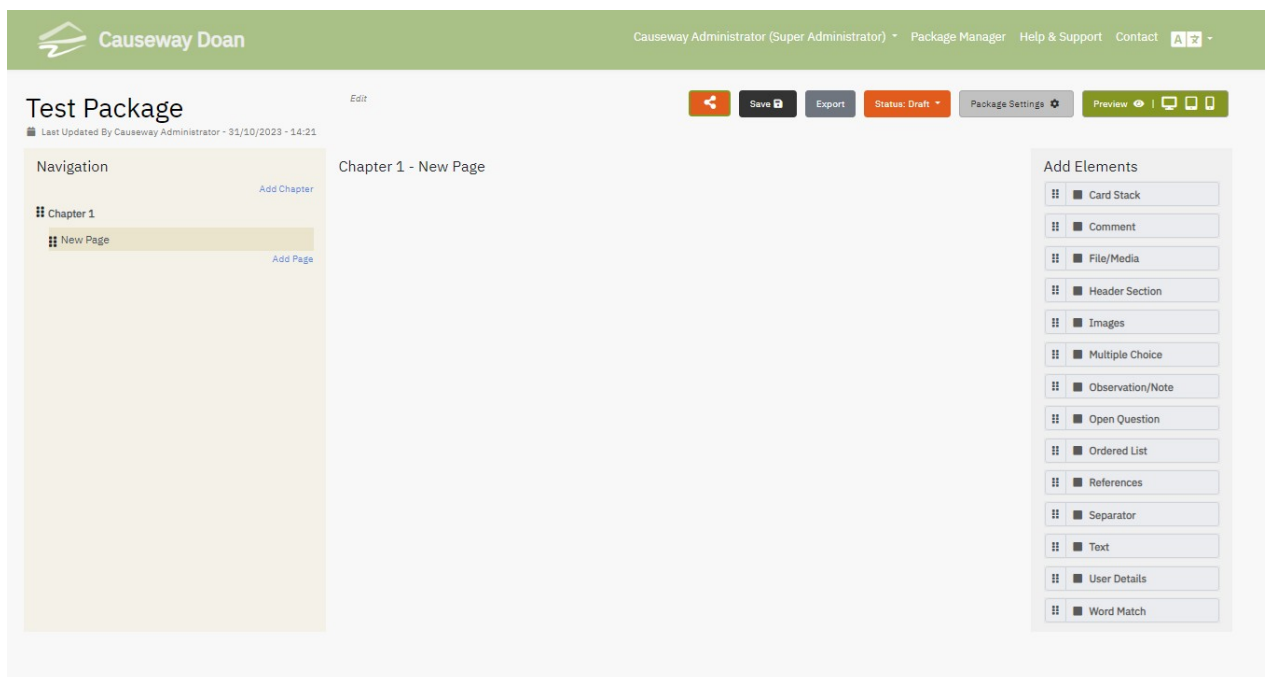 Causeway Doan
Causeway Administrator (Super Administrator) Package Manager Help & Support Contact A 文
Test Package
Edit
Save Export Status: Draft Package Settings Preview |
Last Updated By Causeway Administrator - 31/10/2023 - 14:21
Navigation
Add Chapter
Chapter 1
New Page
Add Page
Chapter 1 - New Page
Add Elements
Card Stack
Comment
File/Media
Header Section
Images
Multiple Choice
Observation/Note
Open Question
Ordered List
References
Separator
Text
User Details
Word Match